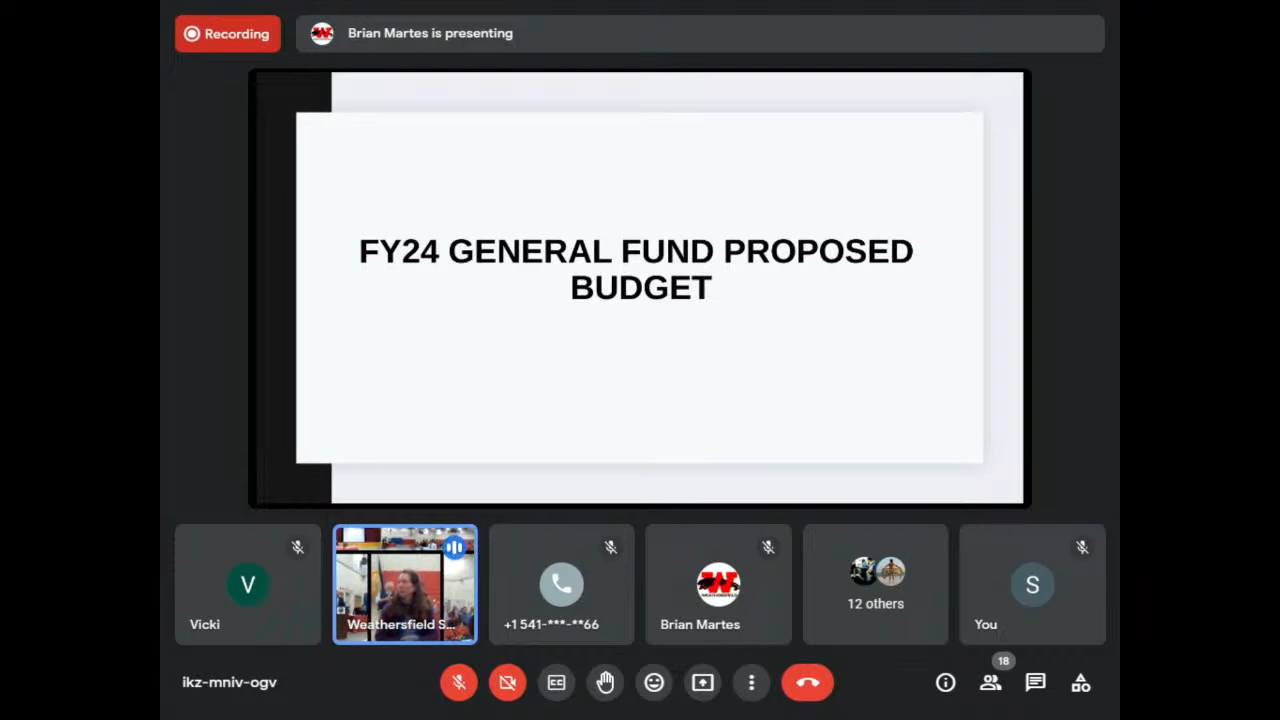 Recording
Brian Martes is presenting
FY24 GENERAL FUND PROPOSED
BUDGET
V
Vicki
Weathersfield S...
+1 541-***-**66
W
Brian Martes
12 others
S
You
ikz-mniv-ogv
CC
18